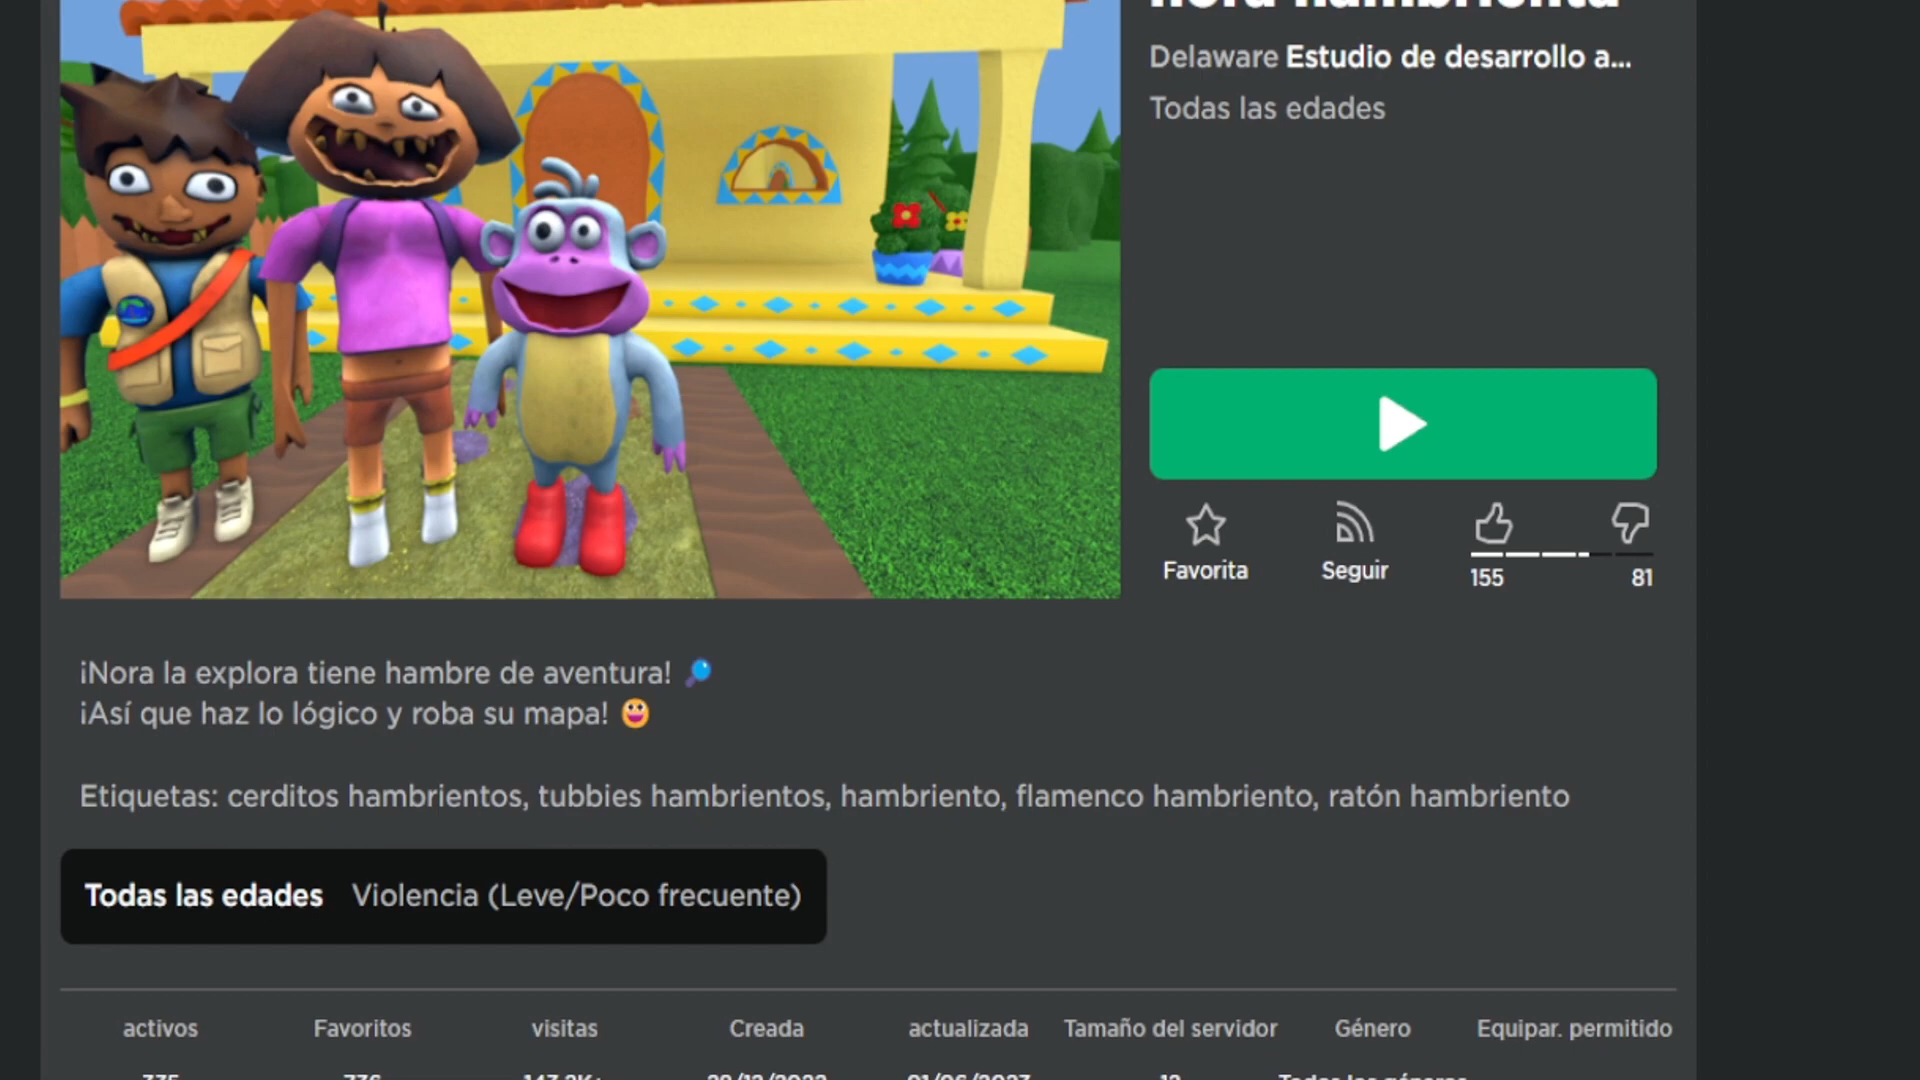 nora hambrienta
Delaware Estudio de desarrollo a...
Todas las edades
Favorita
Seguir
155
81
¡Nora la explora tiene hambre de aventura!
¡Así que haz lo lógico y roba su mapa!
Etiquetas: cerditos hambrientos, tubbies hambrientos, hambriento, flamenco hambriento, ratón hambriento
Todas las edades Violencia (Leve/Poco frecuente)
activos Favoritos visitas Creada actualizada Tamaño del servidor Género Equipar. permitido